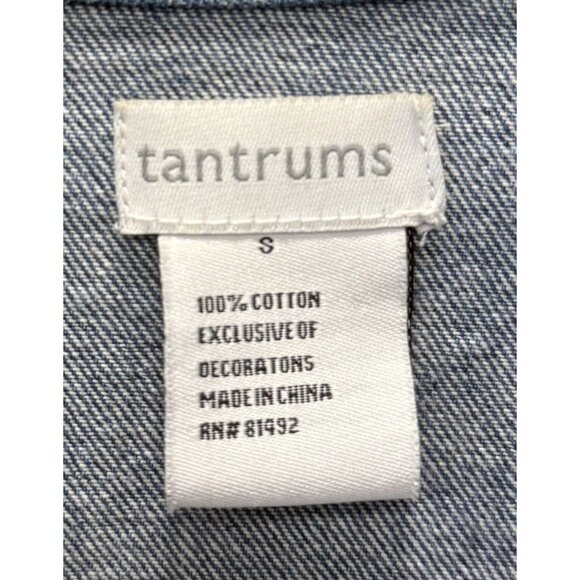 tantrums
S
100% COTTON
EXCLUSIVE OF
DECORATONS
MADE IN CHINA
RN# 81492